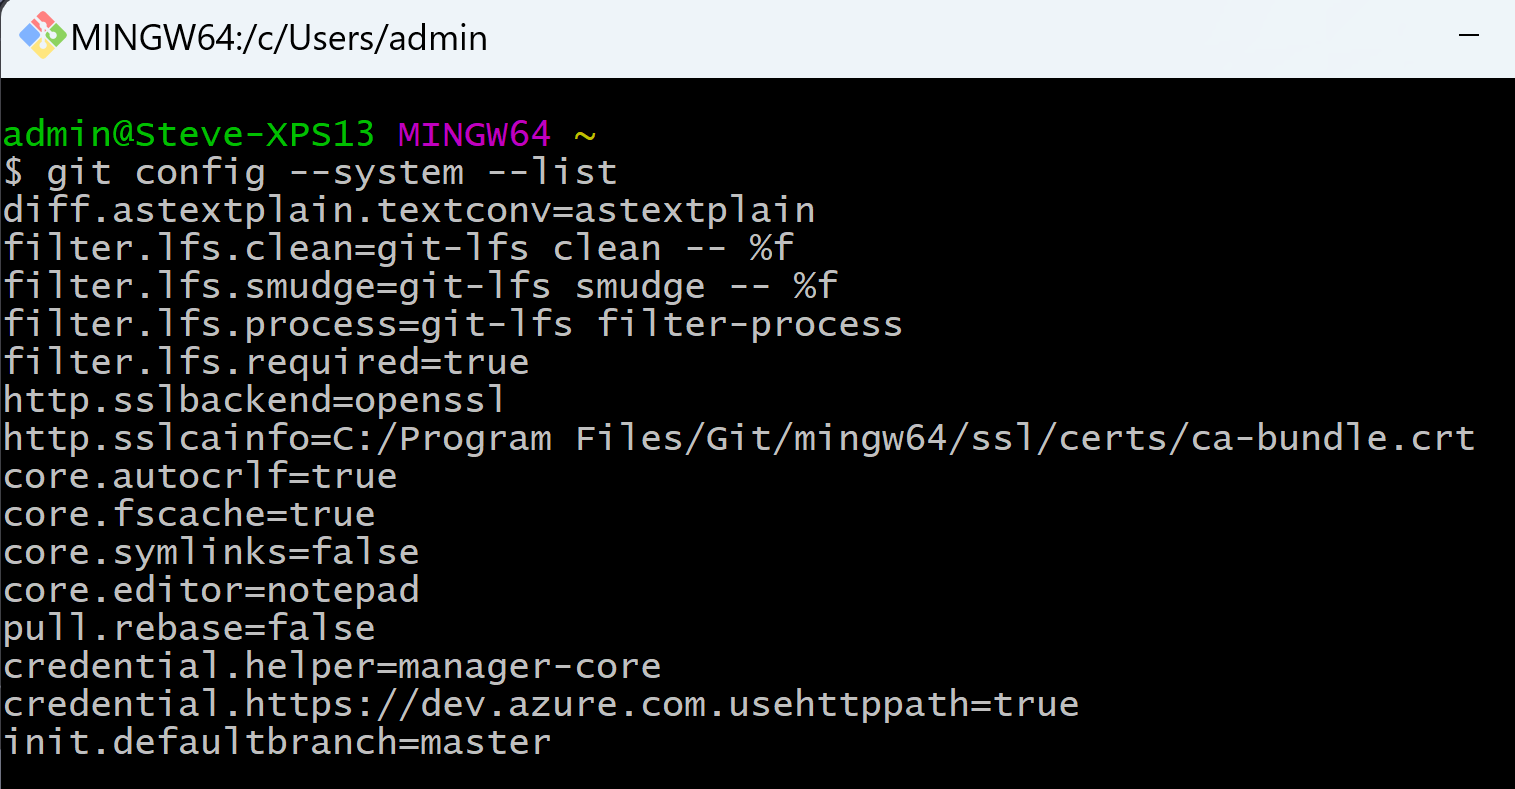 MINGW64:/c/Users/admin
admin@Steve-XPS13 MINGW64 ~
$ git config --system --list
diff.astextplain.textconv=astextplain
filter.lfs.clean=git-lfs clean -- %f
filter.lfs.smudge=git-lfs smudge -- %f
filter.lfs.process=git-lfs filter-process
filter.lfs.required=true
http.sslbackend=openssl
http.sslcainfo=C:/Program Files/Git/mingw64/ssl/certs/ca-bundle.crt
core.autocrlf=true
core.fscache=true
core.symlinks=false
core.editor=notepad
pull.rebase=false
credential.helper=manager-core
credential.https://dev.azure.com.usehttppath=true
init.defaultbranch=master